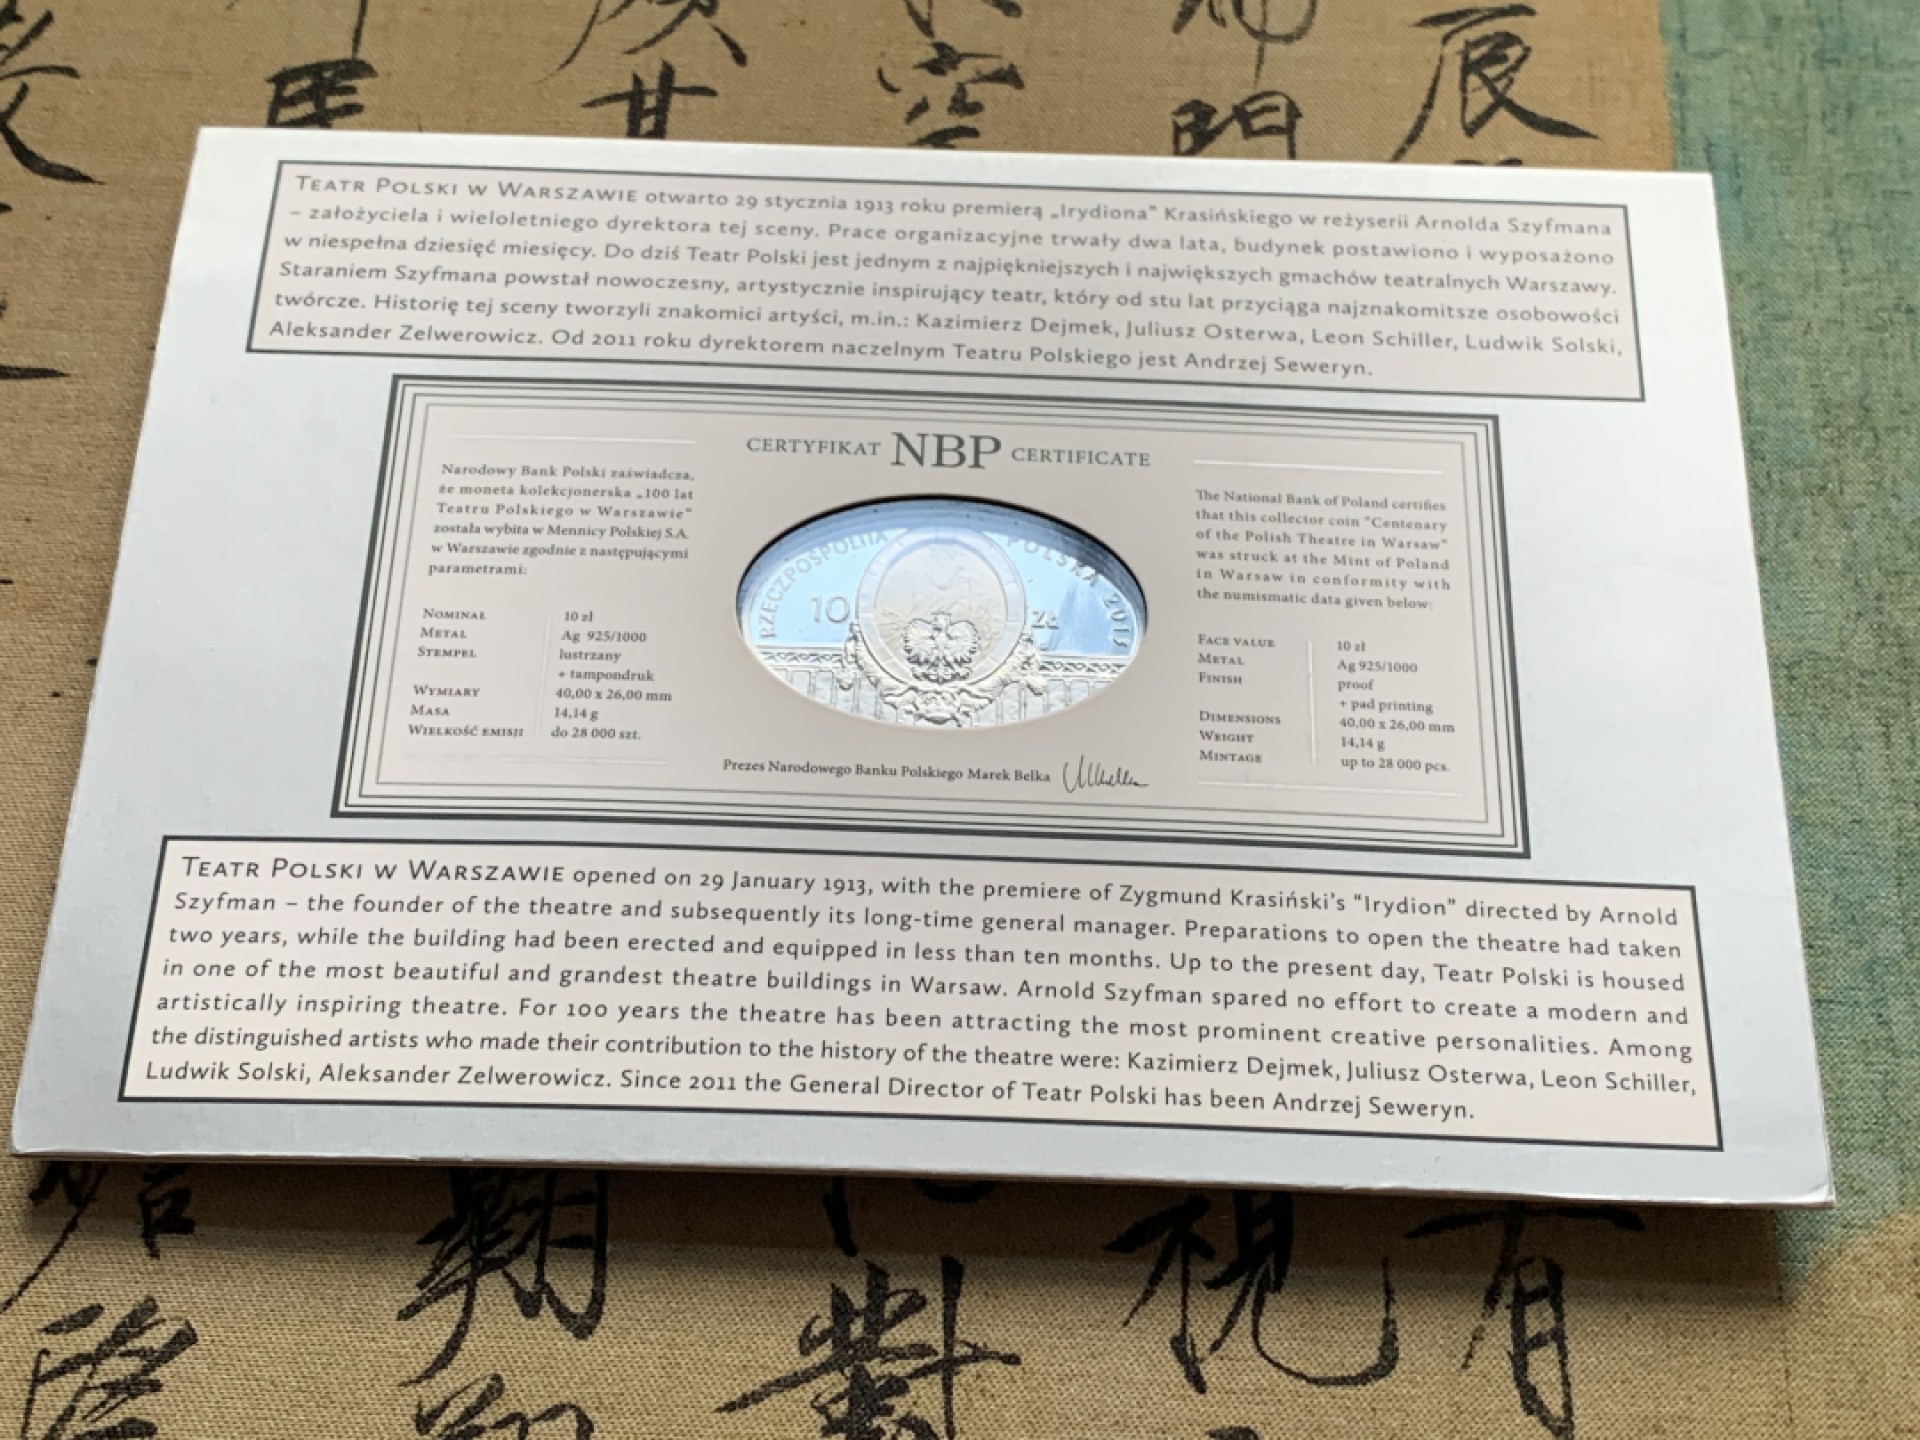 TEATR POLSKI W WARSZAWIE otwarto 29 stycznia 1913 roku premierą „Irydiona” Krasińskiego w reżyserii Arnolda Szyfmana
– założyciela i wieloletniego dyrektora tej sceny. Prace organizacyjne trwały dwa lata, budynek postawiono i wyposażono
w niespełna dziesięć miesięcy. Do dziś Teatr Polski jest jednym z najpiękniejszych i największych gmachów teatralnych Warszawy.
Staraniem Szyfmana powstał nowoczesny, artystycznie inspirujący teatr, który od stu lat przyciąga najznakomitsze osobowości
twórcze. Historię tej sceny tworzyli znakomici artyści, m.in.: Kazimierz Dejmek, Juliusz Osterwa, Leon Schiller, Ludwik Solski,
Aleksander Zelwerowicz. Od 2011 roku dyrektorem naczelnym Teatru Polskiego jest Andrzej Seweryn.
CERTYFIKAT NBP CERTIFICATE
Narodowy Bank Polski zaświadcza,
że moneta kolekcjonerska „100 lat
Teatru Polskiego w Warszawie”
została wybita w Mennicy Polskiej S.A.
w Warszawie zgodnie z następującymi
parametrami:
NOMINAŁ 10 zł
METAL Ag 925/1000
STEMPEL lustrzany
+ tampondruk
WYMIARY 40,00 x 26,00 mm
MASA 14,14 g
WIELKOŚĆ EMISJI do 28 000 szt.
RZECZPOSPOLITA POLSKA 2013
10 ZŁ
Prezes Narodowego Banku Polskiego Marek Belka
The National Bank of Poland certifies
that this collector coin "Centenary
of the Polish Theatre in Warsaw"
was struck at the Mint of Poland
in Warsaw in conformity with
the numismatic data given below:
FACE VALUE 10 zl
METAL Ag 925/1000
FINISH proof
+ pad printing
DIMENSIONS 40,00 x 26,00 mm
WEIGHT 14,14 g
MINTAGE up to 28 000 pcs.
TEATR POLSKI W WARSZAWIE opened on 29 January 1913, with the premiere of Zygmund Krasiński's "Irydion" directed by Arnold
Szyfman – the founder of the theatre and subsequently its long-time general manager. Preparations to open the theatre had taken
two years, while the building had been erected and equipped in less than ten months. Up to the present day, Teatr Polski is housed
in one of the most beautiful and grandest theatre buildings in Warsaw. Arnold Szyfman spared no effort to create a modern and
artistically inspiring theatre. For 100 years the theatre has been attracting the most prominent creative personalities. Among
the distinguished artists who made their contribution to the history of the theatre were: Kazimierz Dejmek, Juliusz Osterwa, Leon Schiller,
Ludwik Solski, Aleksander Zelwerowicz. Since 2011 the General Director of Teatr Polski has been Andrzej Seweryn.
視
對